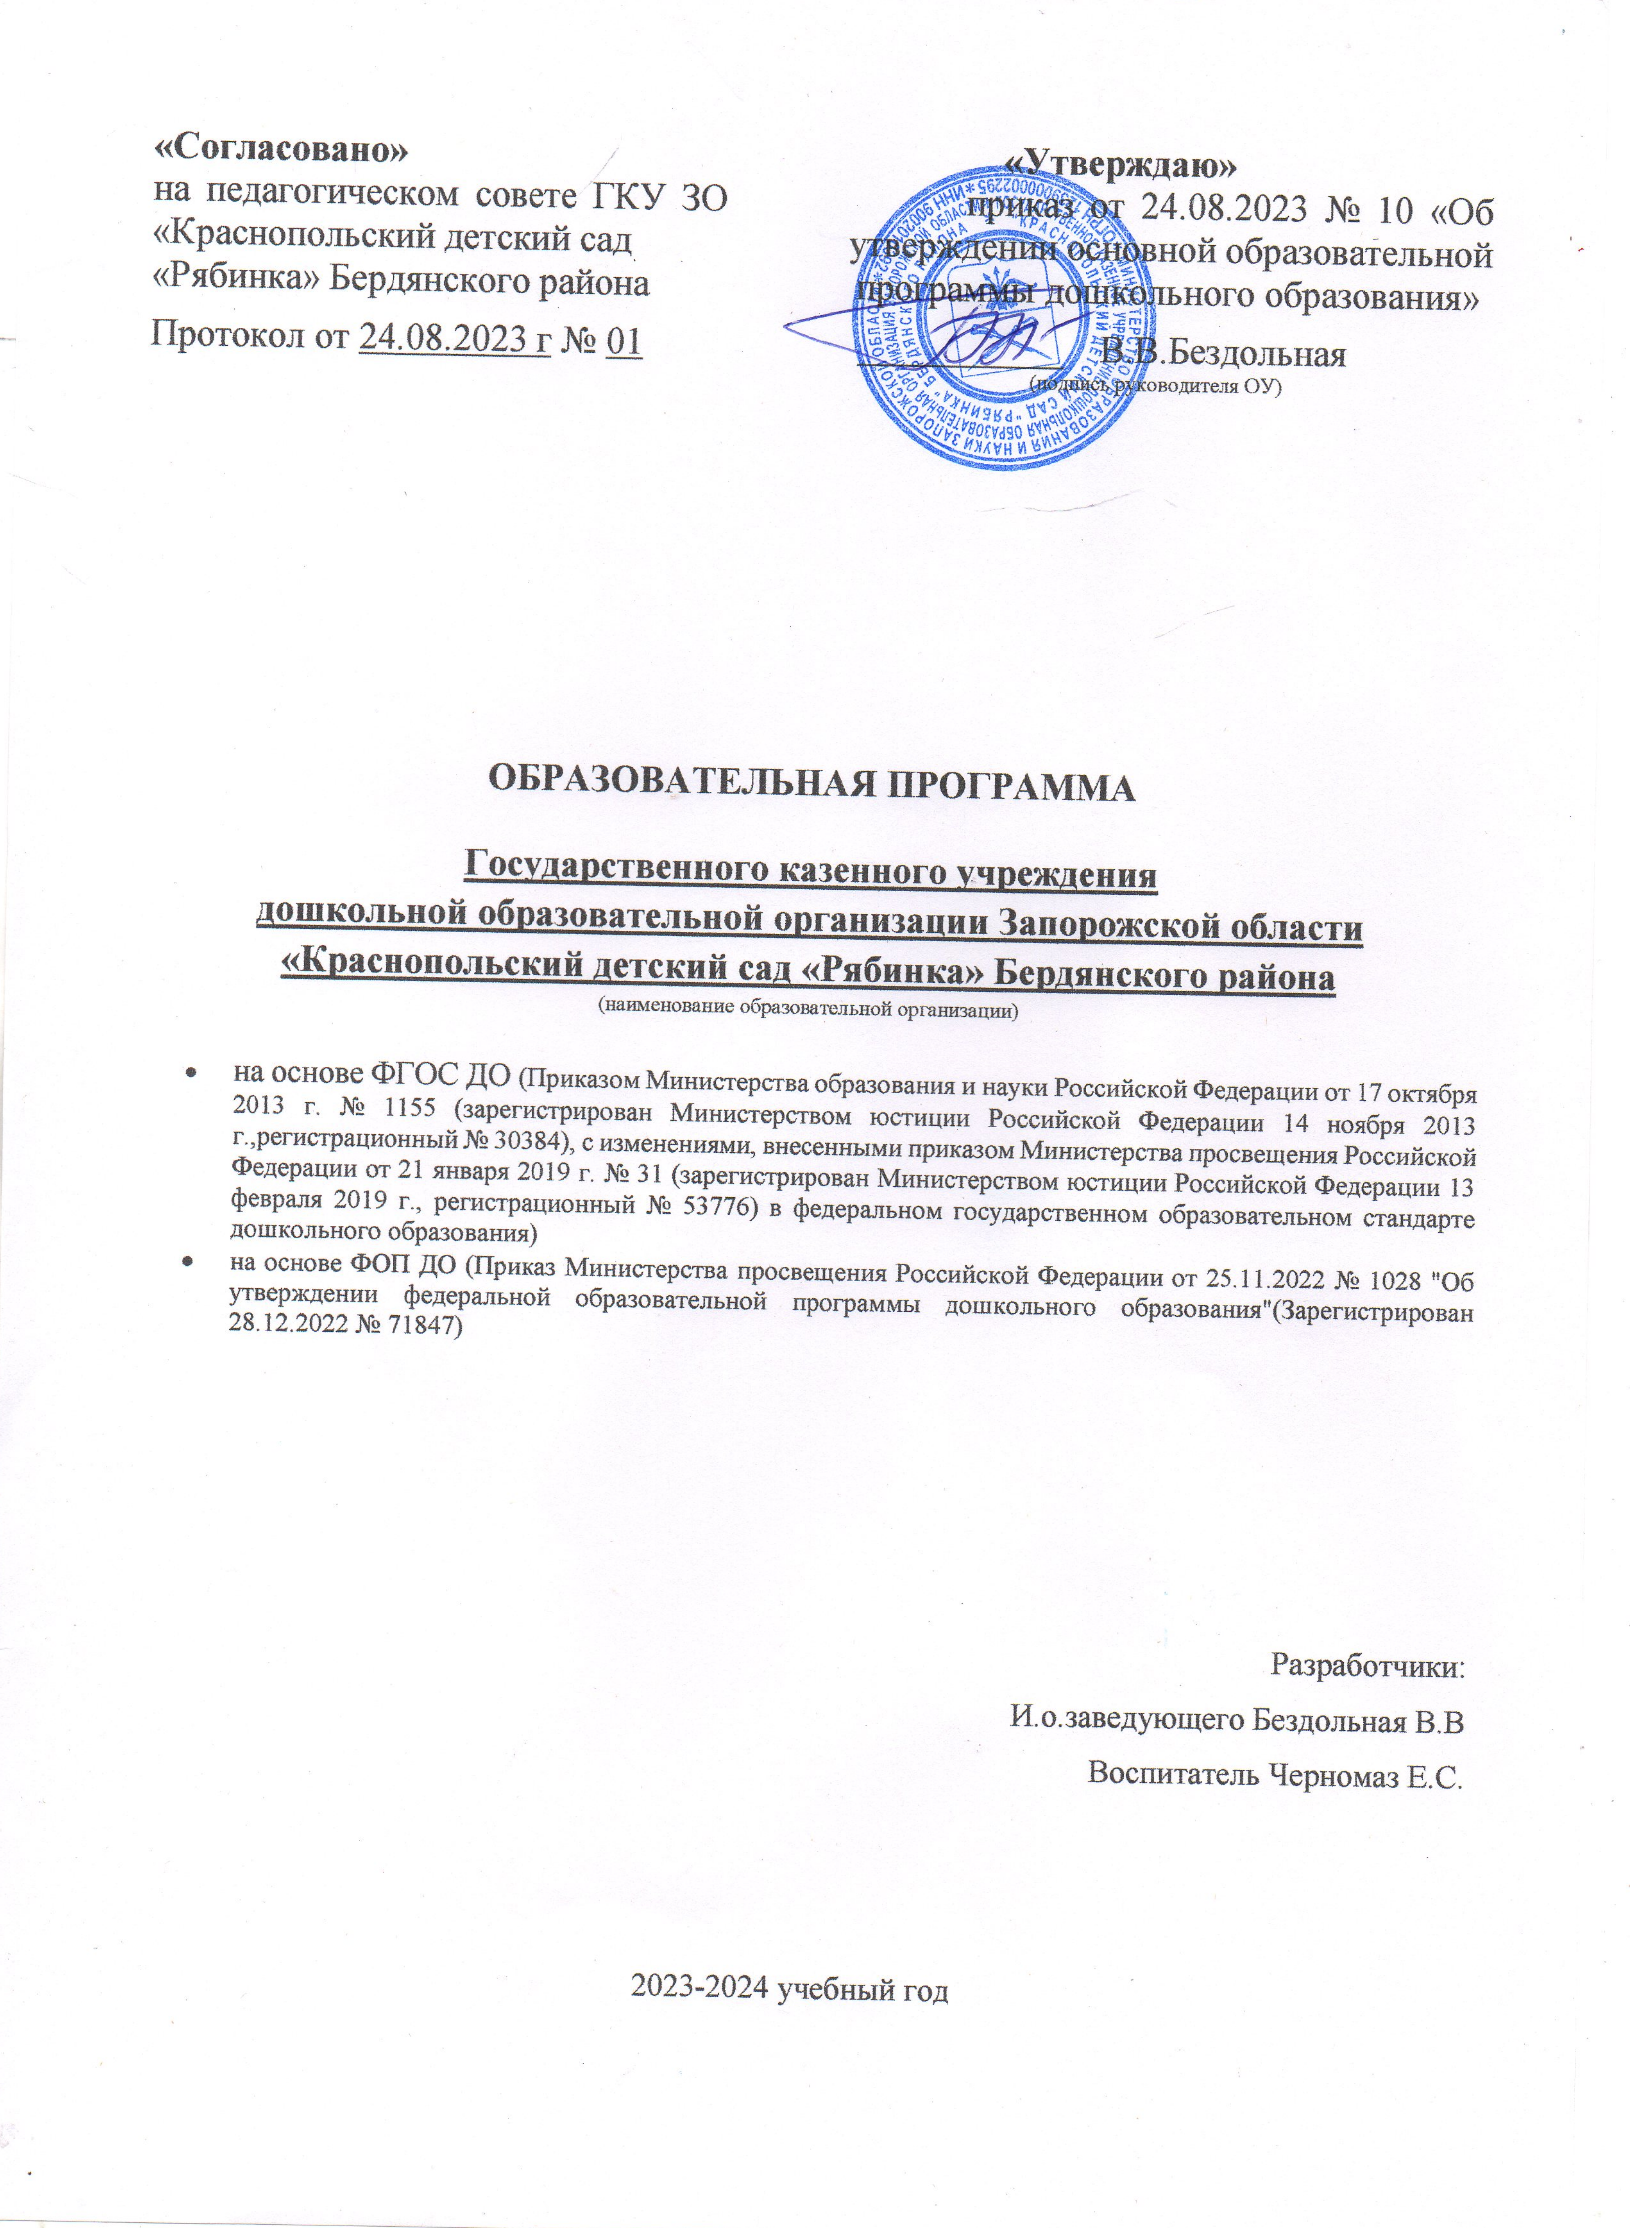 «Согласовано»
на педагогическом совете ГКУ ЗО
«Краснопольский детский сад
«Рябинка» Бердянского района
Протокол от 24.08.2023 г № 01
«Утверждаю»
приказ от 24.08.2023 № 10 «Об
утверждении основной образовательной
программы дошкольного образования»
В.В.Бездольная
(подпись руководителя ОУ)
ОБРАЗОВАТЕЛЬНАЯ ПРОГРАММА
Государственного казенного учреждения
дошкольной образовательной организации Запорожской области
«Краснопольский детский сад «Рябинка» Бердянского района
(наименование образовательной организации)
• на основе ФГОС ДО (Приказом Министерства образования и науки Российской Федерации от 17 октября
2013 г. № 1155 (зарегистрирован Министерством юстиции Российской Федерации 14 ноября 2013
г.,регистрационный № 30384), с изменениями, внесенными приказом Министерства просвещения Российской
Федерации от 21 января 2019 г. № 31 (зарегистрирован Министерством юстиции Российской Федерации 13
февраля 2019 г., регистрационный № 53776) в федеральном государственном образовательном стандарте
дошкольного образования)
• на основе ФОП ДО (Приказ Министерства просвещения Российской Федерации от 25.11.2022 № 1028 "Об
утверждении федеральной образовательной программы дошкольного образования"(Зарегистрирован
28.12.2022 № 71847)
Разработчики:
И.о.заведующего Бездольная В.В
Воспитатель Черномаз Е.С.
2023-2024 учебный год